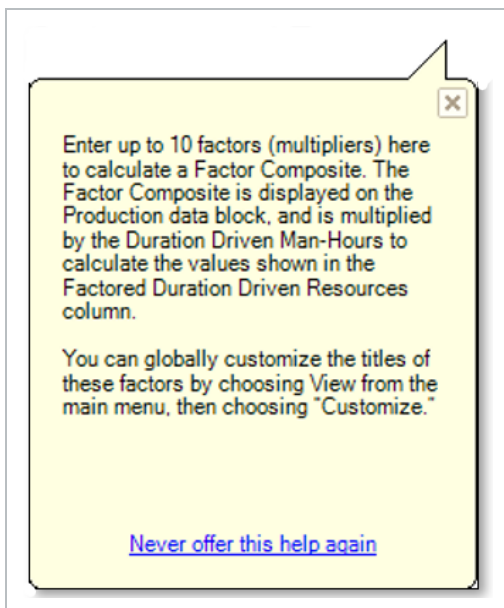 Enter up to 10 factors (multipliers) here
to calculate a Factor Composite. The
Factor Composite is displayed on the
Production data block, and is multiplied
by the Duration Driven Man-Hours to
calculate the values shown in the
Factored Duration Driven Resources
column.
You can globally customize the titles of
these factors by choosing View from the
main menu, then choosing "Customize."
Never offer this help again